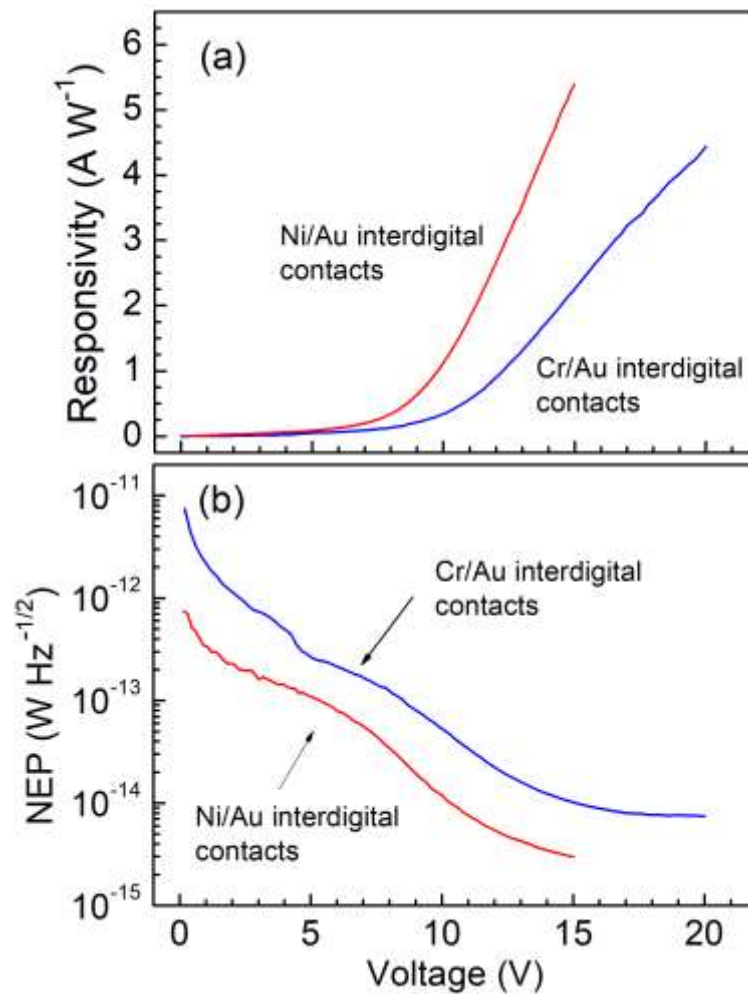 (a)
6
5
4
3
2
1
0
Responsivity (A W⁻¹)
Ni/Au interdigital
contacts
Cr/Au interdigital
contacts
(b)
10⁻¹¹
10⁻¹²
10⁻¹³
10⁻¹⁴
10⁻¹⁵
NEP (W Hz⁻¹/²)
Cr/Au interdigital
contacts
Ni/Au interdigital
contacts
0 5 10 15 20
Voltage (V)